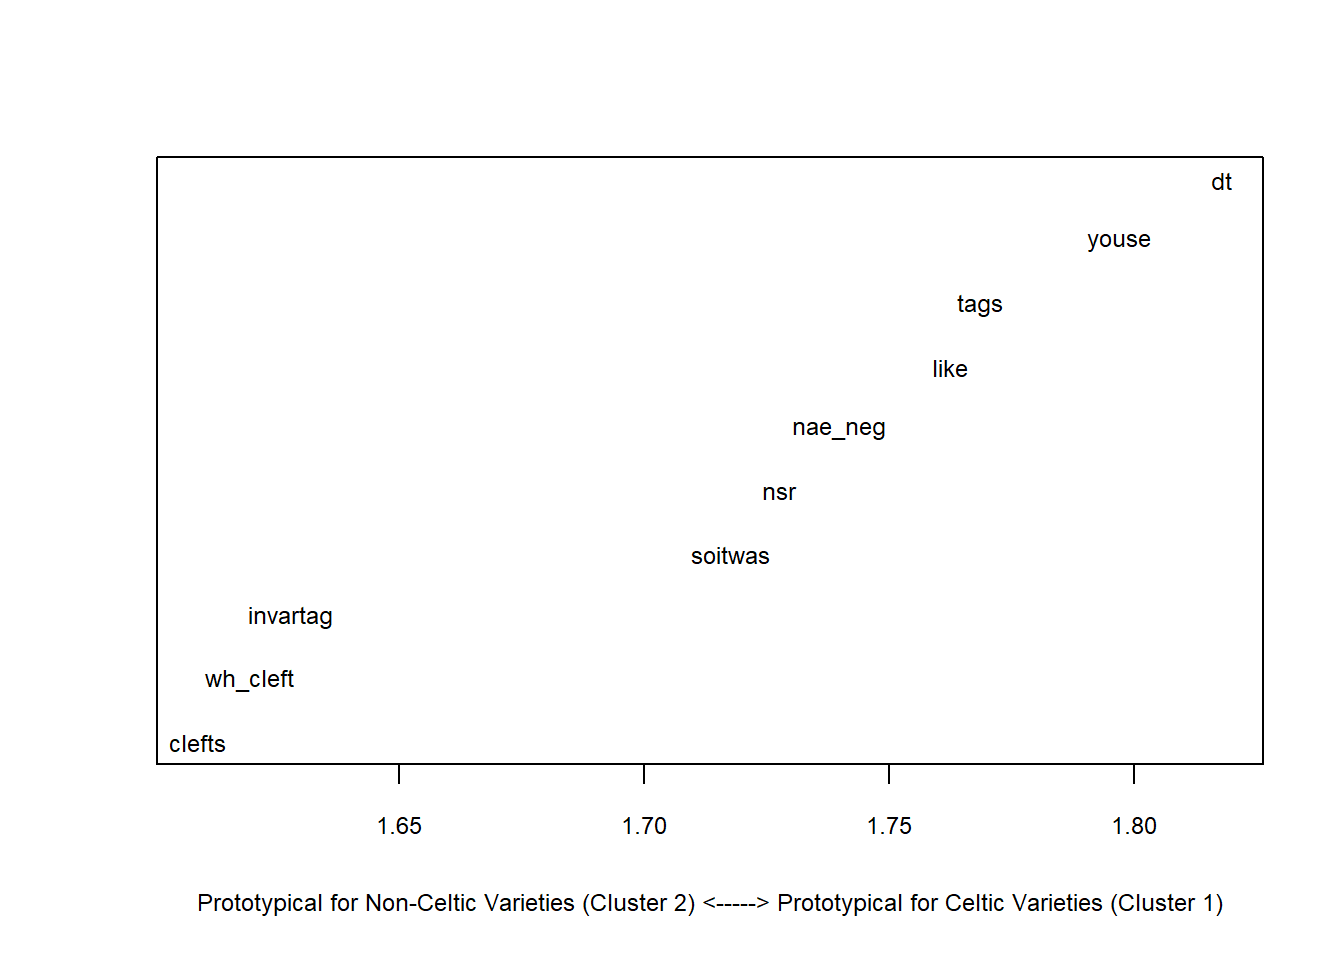 dt
youse
tags
like
nae_neg
nsr
soitwas
invartag
wh_cleft
clefts
1.65 1.70 1.75 1.80
Prototypical for Non-Celtic Varieties (Cluster 2) <-----> Prototypical for Celtic Varieties (Cluster 1)